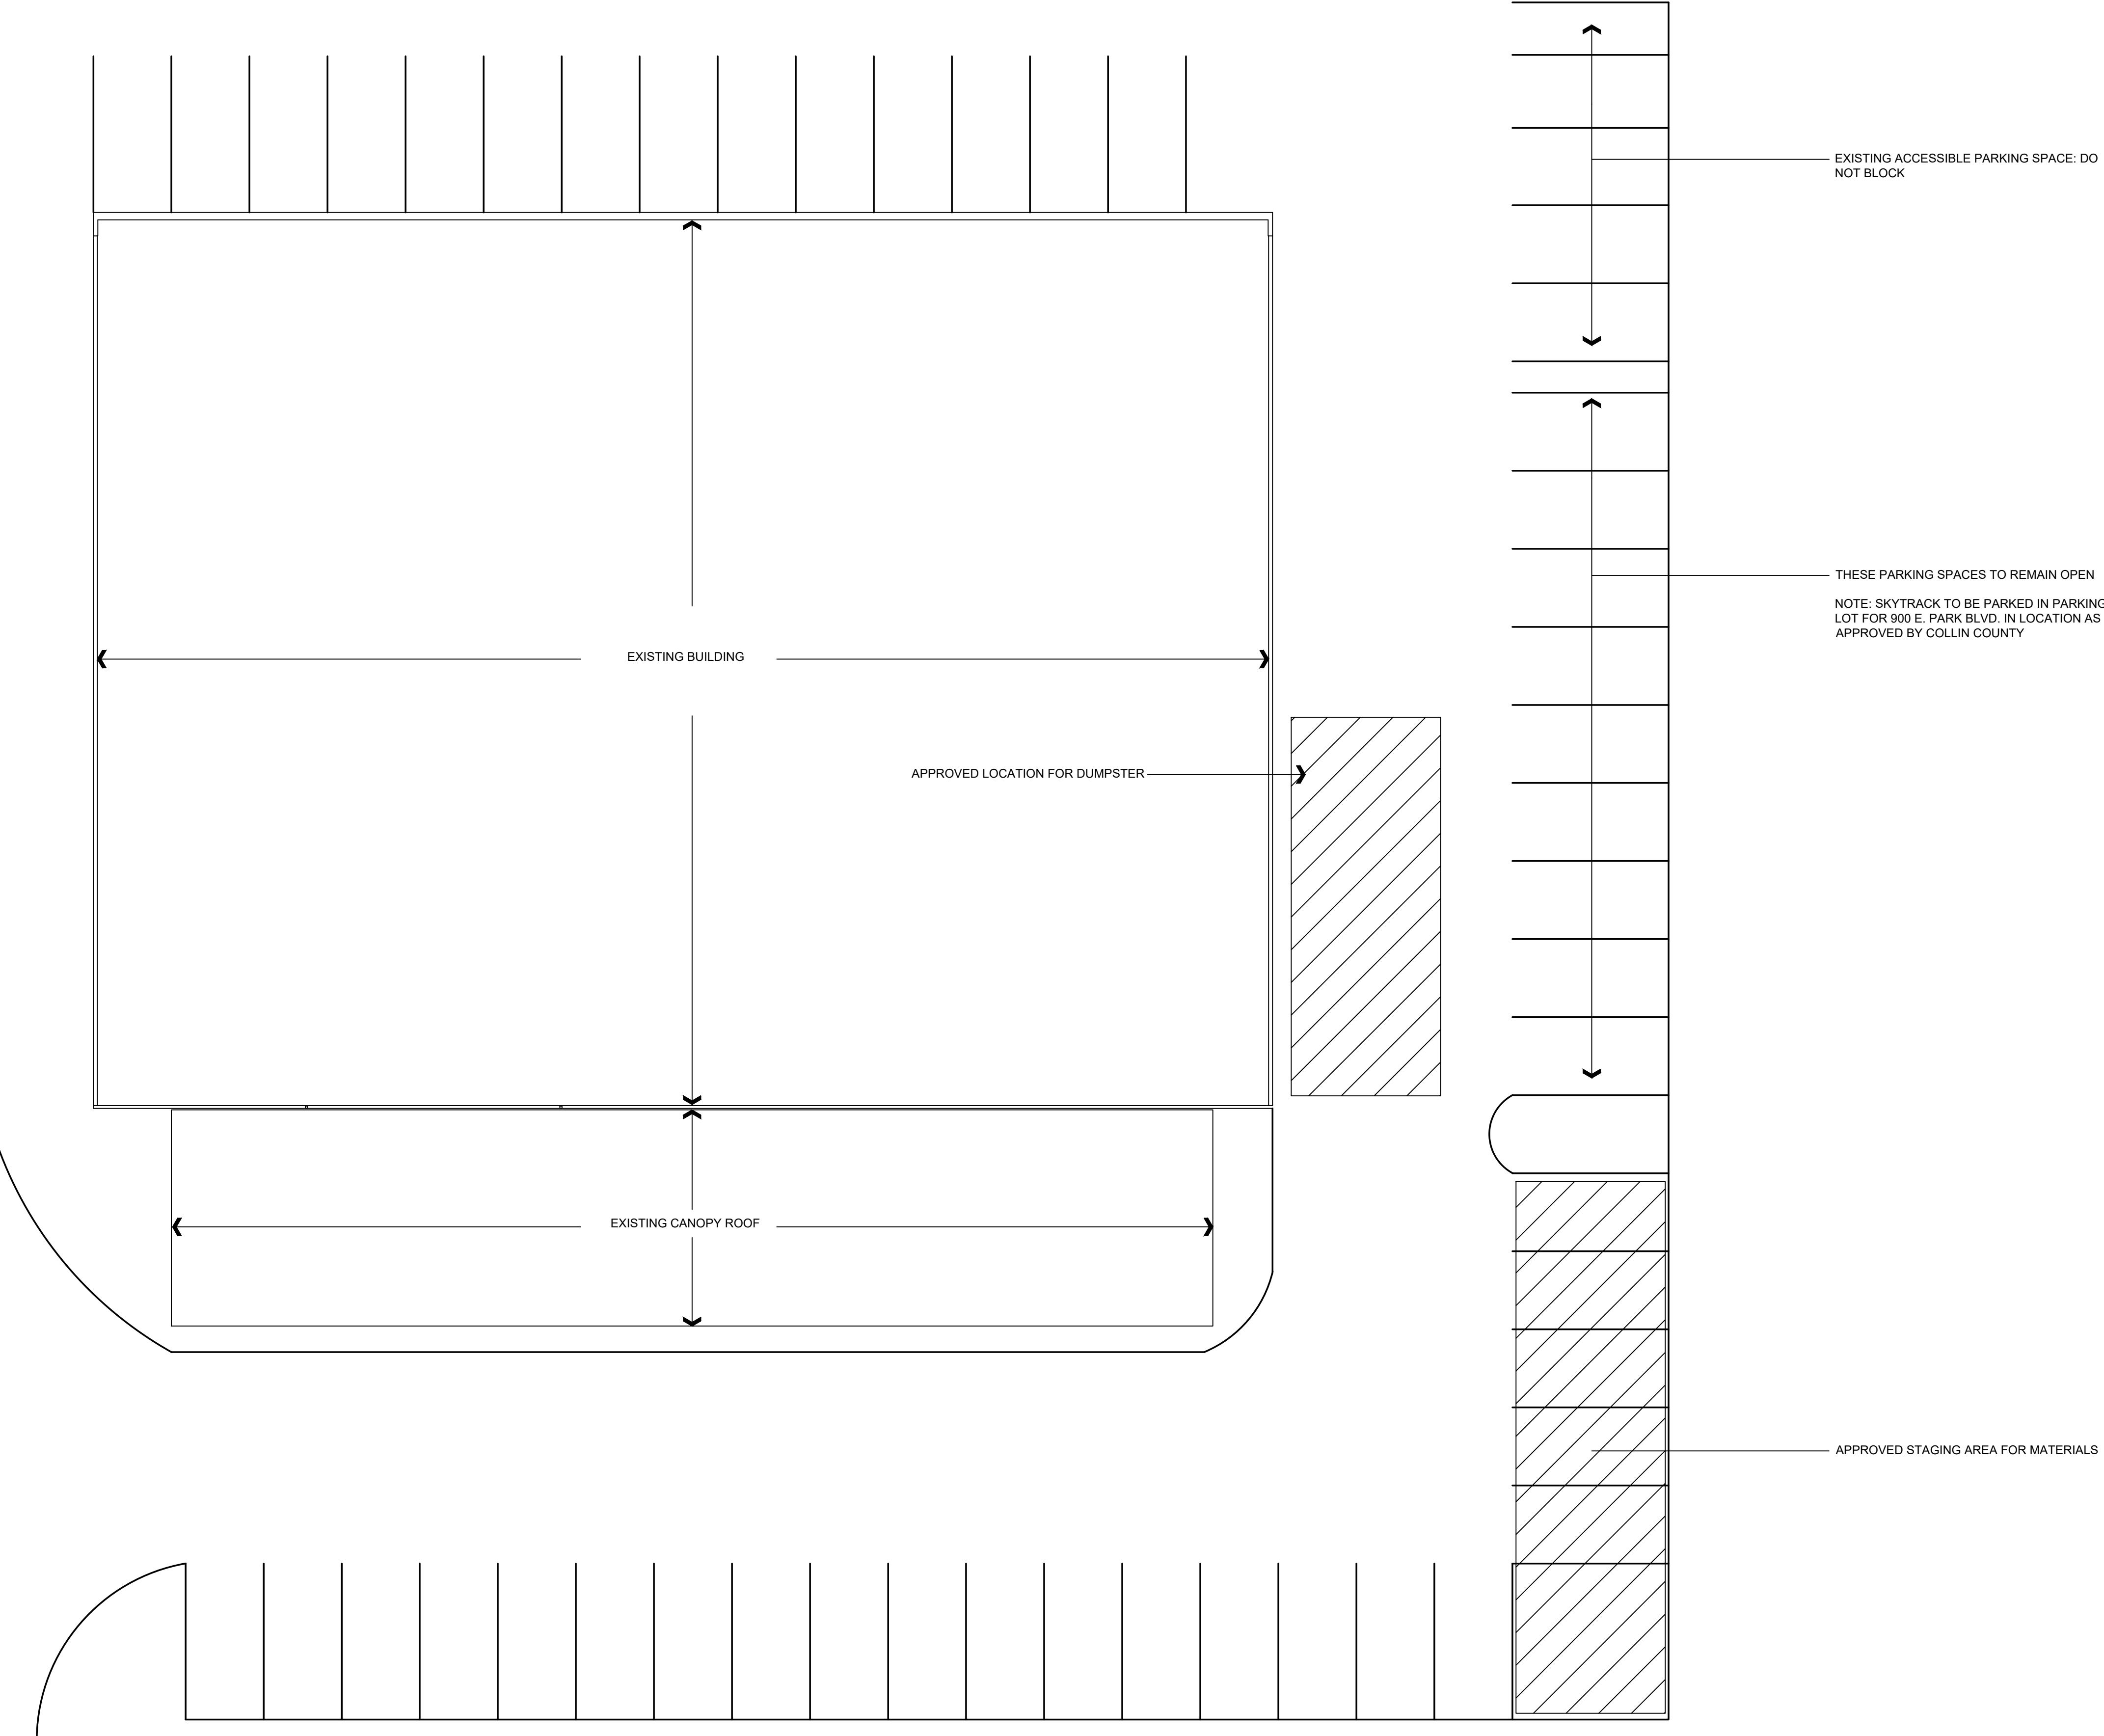 EXISTING ACCESSIBLE PARKING SPACE: DO
NOT BLOCK
THESE PARKING SPACES TO REMAIN OPEN
NOTE: SKYTRACK TO BE PARKED IN PARKING
LOT FOR 900 E. PARK BLVD. IN LOCATION AS
APPROVED BY COLLIN COUNTY
EXISTING BUILDING
APPROVED LOCATION FOR DUMPSTER
EXISTING CANOPY ROOF
APPROVED STAGING AREA FOR MATERIALS